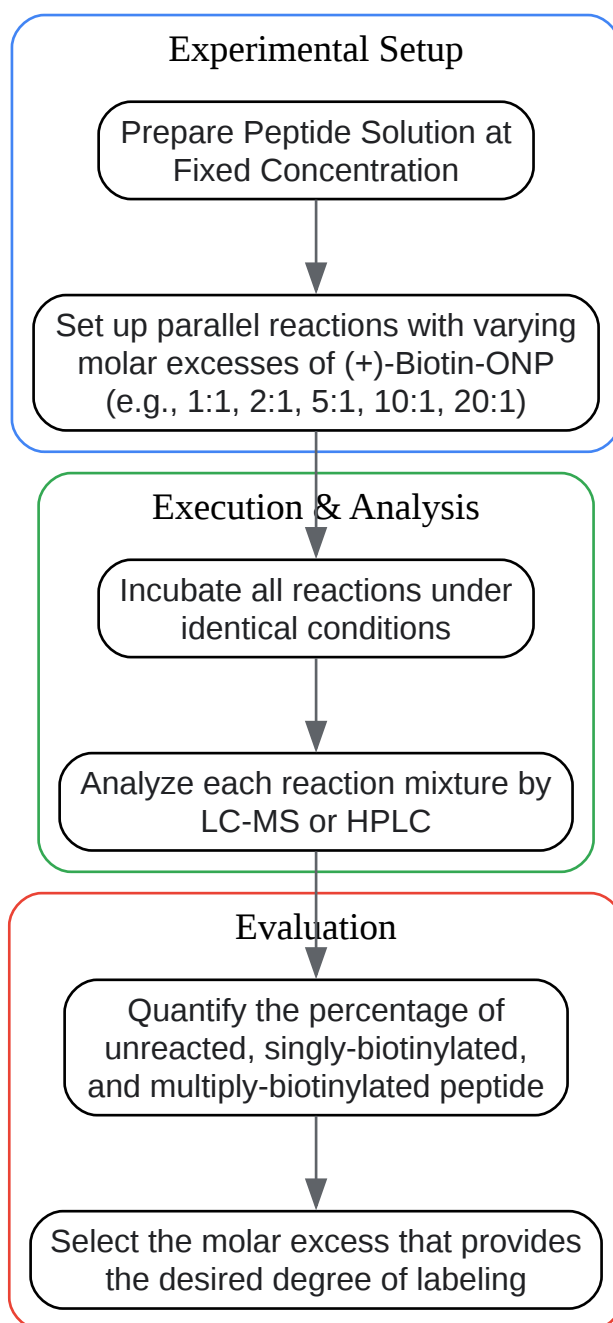 Experimental Setup
Prepare Peptide Solution at
Fixed Concentration
Set up parallel reactions with varying
molar excesses of (+)-Biotin-ONP
(e.g., 1:1, 2:1, 5:1, 10:1, 20:1)
Execution & Analysis
Incubate all reactions under
identical conditions
Analyze each reaction mixture by
LC-MS or HPLC
Evaluation
Quantify the percentage of
unreacted, singly-biotinylated,
and multiply-biotinylated peptide
Select the molar excess that provides
the desired degree of labeling